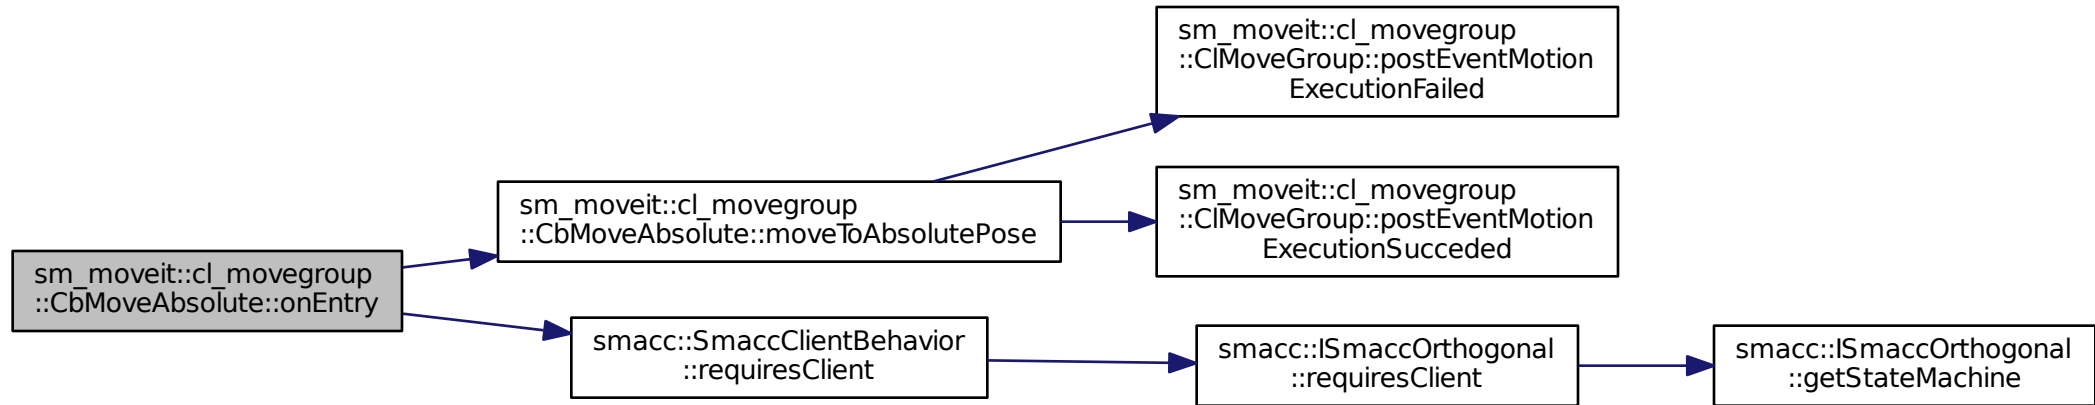 sm_moveit::cl_movegroup
::ClMoveGroup::postEventMotion
ExecutionFailed
sm_moveit::cl_movegroup
::CbMoveAbsolute::moveToAbsolutePose
sm_moveit::cl_movegroup
::ClMoveGroup::postEventMotion
ExecutionSucceded
sm_moveit::cl_movegroup
::CbMoveAbsolute::onEntry
smacc::SmaccClientBehavior
::requiresClient
smacc::ISmaccOrthogonal
::requiresClient
smacc::ISmaccOrthogonal
::getStateMachine